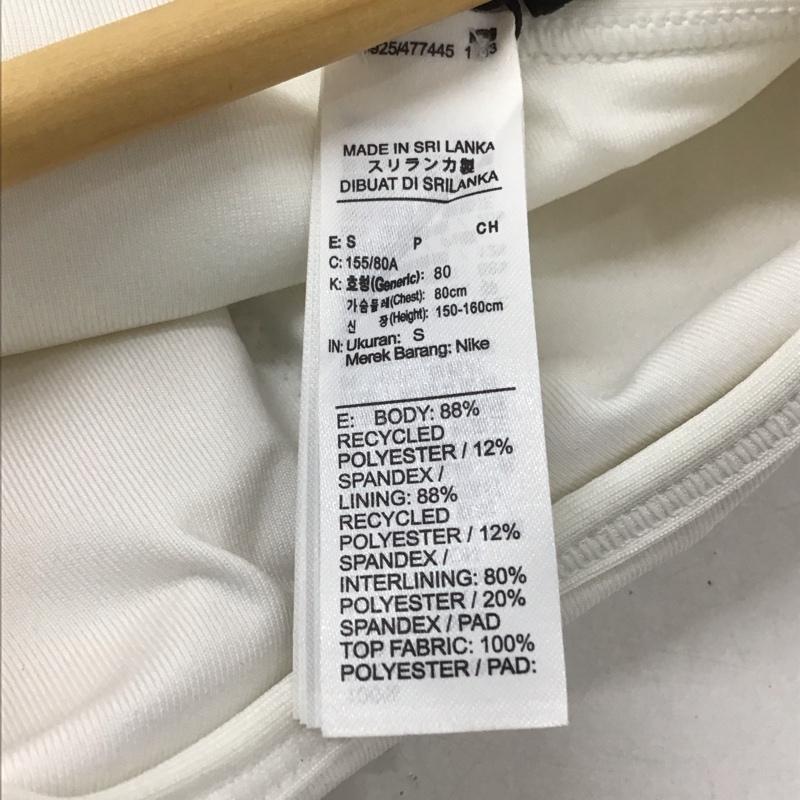 925/477445
MADE IN SRI LANKA
スリランカ製
DIBUAT DI SRILANKA
E: S P CH
C: 155/80A
K: 호형(Generic): 80
가슴둘레(Chest): 80cm
신 장(Height): 150-160cm
IN: Ukuran: S
Merek Barang: Nike
E: BODY: 88%
RECYCLED
POLYESTER / 12%
SPANDEX /
LINING: 88%
RECYCLED
POLYESTER / 12%
SPANDEX /
INTERLINING: 80%
POLYESTER / 20%
SPANDEX / PAD
TOP FABRIC: 100%
POLYESTER / PAD: